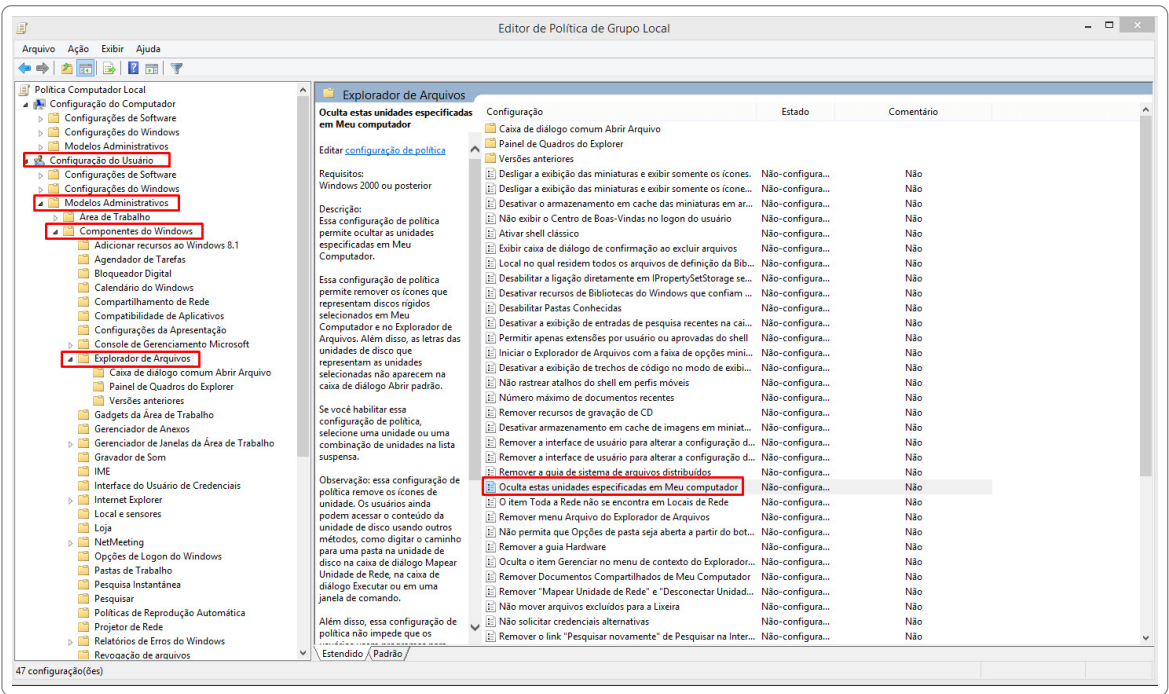 Editor de Política de Grupo Local
Arquivo Ação Exibir Ajuda
Política Computador Local
Configuração do Computador
Configurações de Software
Configurações do Windows
Modelos Administrativos
Configuração do Usuário
Configurações de Software
Configurações do Windows
Modelos Administrativos
Área de Trabalho
Componentes do Windows
Adicionar recursos ao Windows 8.1
Agendador de Tarefas
Bloqueador Digital
Calendário do Windows
Compartilhamento de Rede
Compatibilidade de Aplicativos
Configurações da Apresentação
Console de Gerenciamento Microsoft
Explorador de Arquivos
Caixa de diálogo comum Abrir Arquivo
Painel de Quadros do Explorer
Versões anteriores
Gadgets da Área de Trabalho
Gerenciador de Anexos
Gerenciador de Janelas da Área de Trabalho
Gravador de Som
IME
Interface do Usuário de Credenciais
Internet Explorer
Local e sensores
Loja
NetMeeting
Opções de Logon do Windows
Pastas de Trabalho
Pesquisa Instantânea
Pesquisar
Políticas de Reprodução Automática
Projetor de Rede
Relatórios de Erros do Windows
Revogação de arquivos
Explorador de Arquivos
Oculta estas unidades especificadas
em Meu computador
Editar configuração de política
Requisitos:
Windows 2000 ou posterior
Descrição:
Essa configuração de política
permite ocultar as unidades
especificadas em Meu
Computador.
Essa configuração de política
permite remover os ícones que
representam discos rígidos
selecionados em Meu
Computador e no Explorador de
Arquivos. Além disso, as letras das
unidades de disco que
representam as unidades
selecionadas não aparecem na
caixa de diálogo Abrir padrão.
Se você habilitar essa
configuração de política,
selecione uma unidade ou uma
combinação de unidades na lista
suspensa.
Observação: essa configuração de
política remove os ícones de
unidade. Os usuários ainda
podem acessar o conteúdo da
unidade de disco usando outros
métodos, como digitar o caminho
para uma pasta na unidade de
disco na caixa de diálogo Mapear
Unidade de Rede, na caixa de
diálogo Executar ou em uma
janela de comando.
Além disso, essa configuração de
política não impede que os
Configuração Estado Comentário
Caixa de diálogo comum Abrir Arquivo
Painel de Quadros do Explorer
Versões anteriores
Desligar a exibição das miniaturas e exibir somente os ícones. Não-configura... Não
Desligar a exibição das miniaturas e exibir somente os ícone... Não-configura... Não
Desativar o armazenamento em cache das miniaturas em ar... Não-configura... Não
Não exibir o Centro de Boas-Vindas no logon do usuário Não-configura... Não
Ativar shell clássico Não-configura... Não
Exibir caixa de diálogo de confirmação ao excluir arquivos Não-configura... Não
Local no qual residem todos os arquivos de definição da Bib... Não-configura... Não
Desabilitar a ligação diretamente em IPropertySetStorage se... Não-configura... Não
Desativar recursos de Bibliotecas do Windows que confiam ... Não-configura... Não
Desabilitar Pastas Conhecidas Não-configura... Não
Desativar a exibição de entradas de pesquisa recentes na cai... Não-configura... Não
Permitir apenas extensões por usuário ou aprovadas do shell Não-configura... Não
Iniciar o Explorador de Arquivos com a faixa de opções mini... Não-configura... Não
Desativar a exibição de trechos de código no modo de exibi... Não-configura... Não
Não rastrear atalhos do shell em perfis móveis Não-configura... Não
Número máximo de documentos recentes Não-configura... Não
Remover recursos de gravação de CD Não-configura... Não
Desativar armazenamento em cache de imagens em miniat... Não-configura... Não
Remover a interface de usuário para alterar a configuração d... Não-configura... Não
Remover a interface de usuário para alterar a configuração d... Não-configura... Não
Remover a guia de sistema de arquivos distribuídos Não-configura... Não
Oculta estas unidades especificadas em Meu computador Não-configura... Não
O item Toda a Rede não se encontra em Locais de Rede Não-configura... Não
Remover menu Arquivo do Explorador de Arquivos Não-configura... Não
Não permita que Opções de pasta seja aberta a partir do bot... Não-configura... Não
Remover a guia Hardware Não-configura... Não
Oculta o item Gerenciar no menu de contexto do Explorador... Não-configura... Não
Remover Documentos Compartilhados de Meu Computador Não-configura... Não
Remover "Mapear Unidade de Rede" e "Desconectar Unidad... Não-configura... Não
Não mover arquivos excluídos para a Lixeira Não-configura... Não
Não solicitar credenciais alternativas Não-configura... Não
Remover o link "Pesquisar novamente" de Pesquisar na Inter... Não-configura... Não
Estendido Padrão
47 configuração(ões)